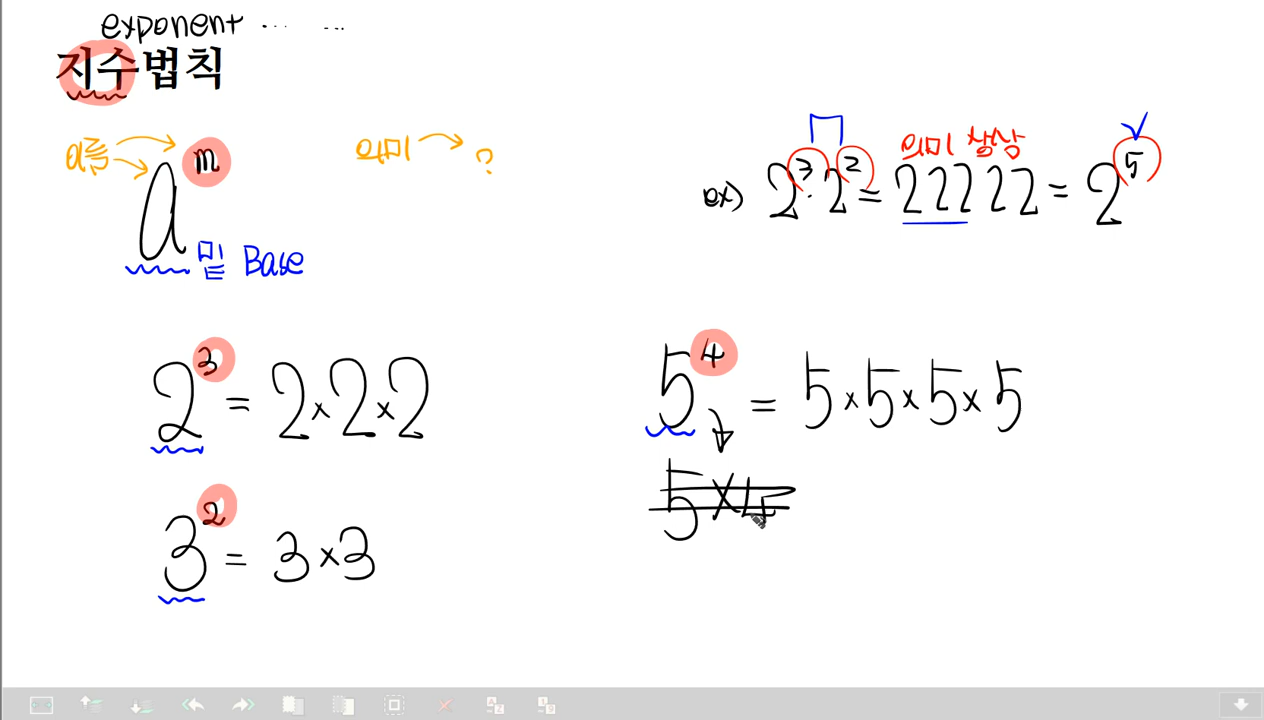 exponent ... ...
지수법칙
이름 a^m 의미 ?
밑 Base
의미 상상
ex) 2^3 · 2^2 = 222 22 = 2^5
2^3 = 2×2×2
5^4 = 5×5×5×5
5×4
3^2 = 3×3